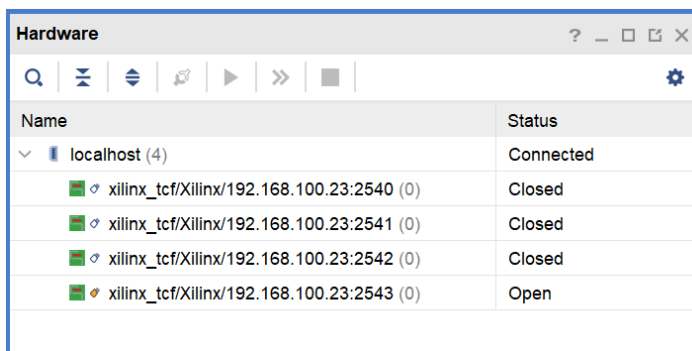 Hardware
Name Status
localhost (4) Connected
xilinx_tcf/Xilinx/192.168.100.23:2540 (0) Closed
xilinx_tcf/Xilinx/192.168.100.23:2541 (0) Closed
xilinx_tcf/Xilinx/192.168.100.23:2542 (0) Closed
xilinx_tcf/Xilinx/192.168.100.23:2543 (0) Open